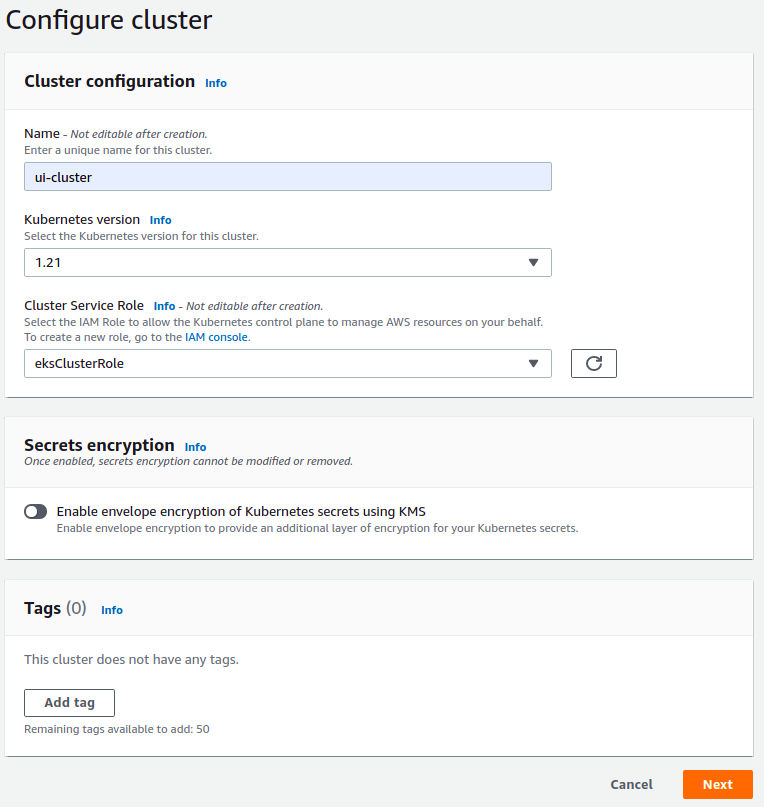 Configure cluster
Cluster configuration Info
Name - Not editable after creation.
Enter a unique name for this cluster.
ui-cluster
Kubernetes version Info
Select the Kubernetes version for this cluster.
1.21
Cluster Service Role Info - Not editable after creation.
Select the IAM Role to allow the Kubernetes control plane to manage AWS resources on your behalf.
To create a new role, go to the IAM console.
eksClusterRole
Secrets encryption Info
Once enabled, secrets encryption cannot be modified or removed.
Enable envelope encryption of Kubernetes secrets using KMS
Enable envelope encryption to provide an additional layer of encryption for your Kubernetes secrets.
Tags (0) Info
This cluster does not have any tags.
Add tag
Remaining tags available to add: 50
Cancel Next